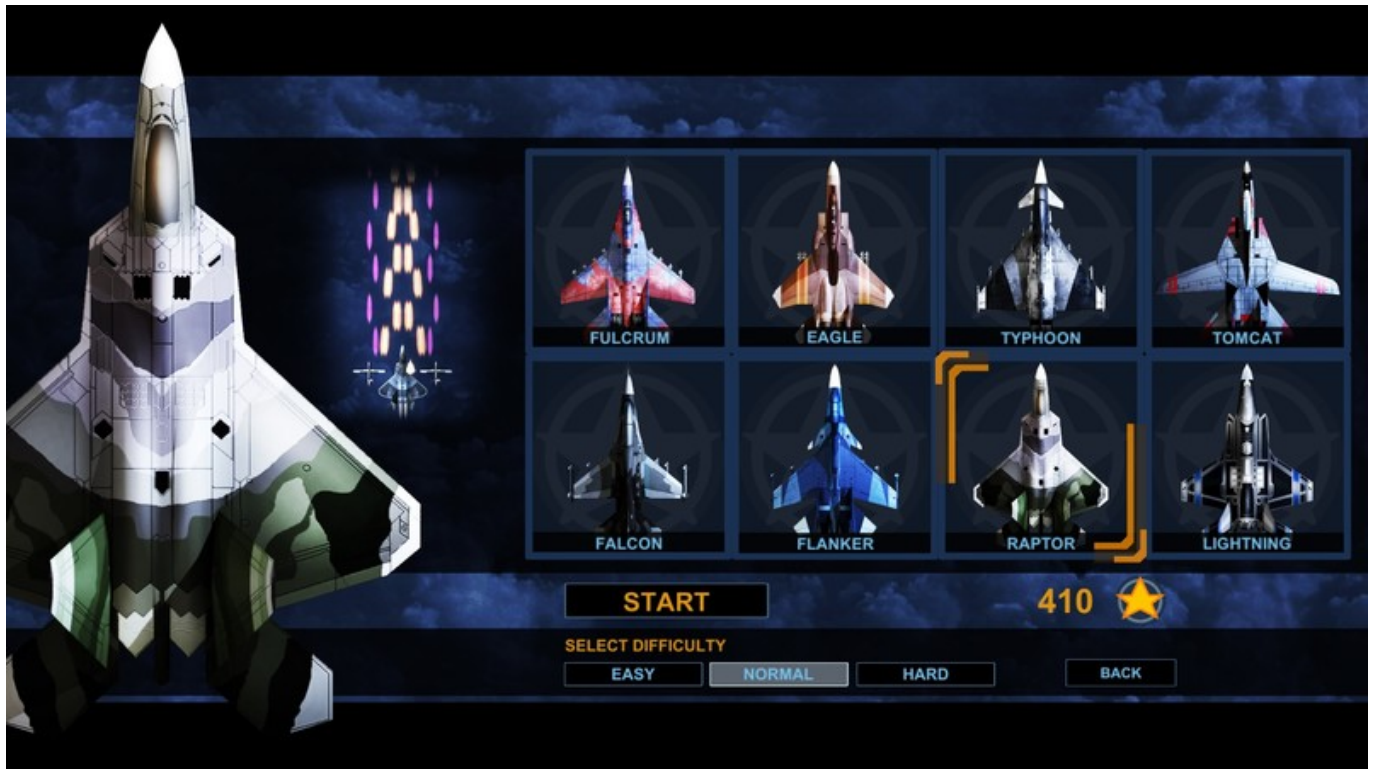 FULCRUM
EAGLE
TYPHOON
TOMCAT
FALCON
FLANKER
RAPTOR
LIGHTNING
START
410
SELECT DIFFICULTY
EASY
NORMAL
HARD
BACK